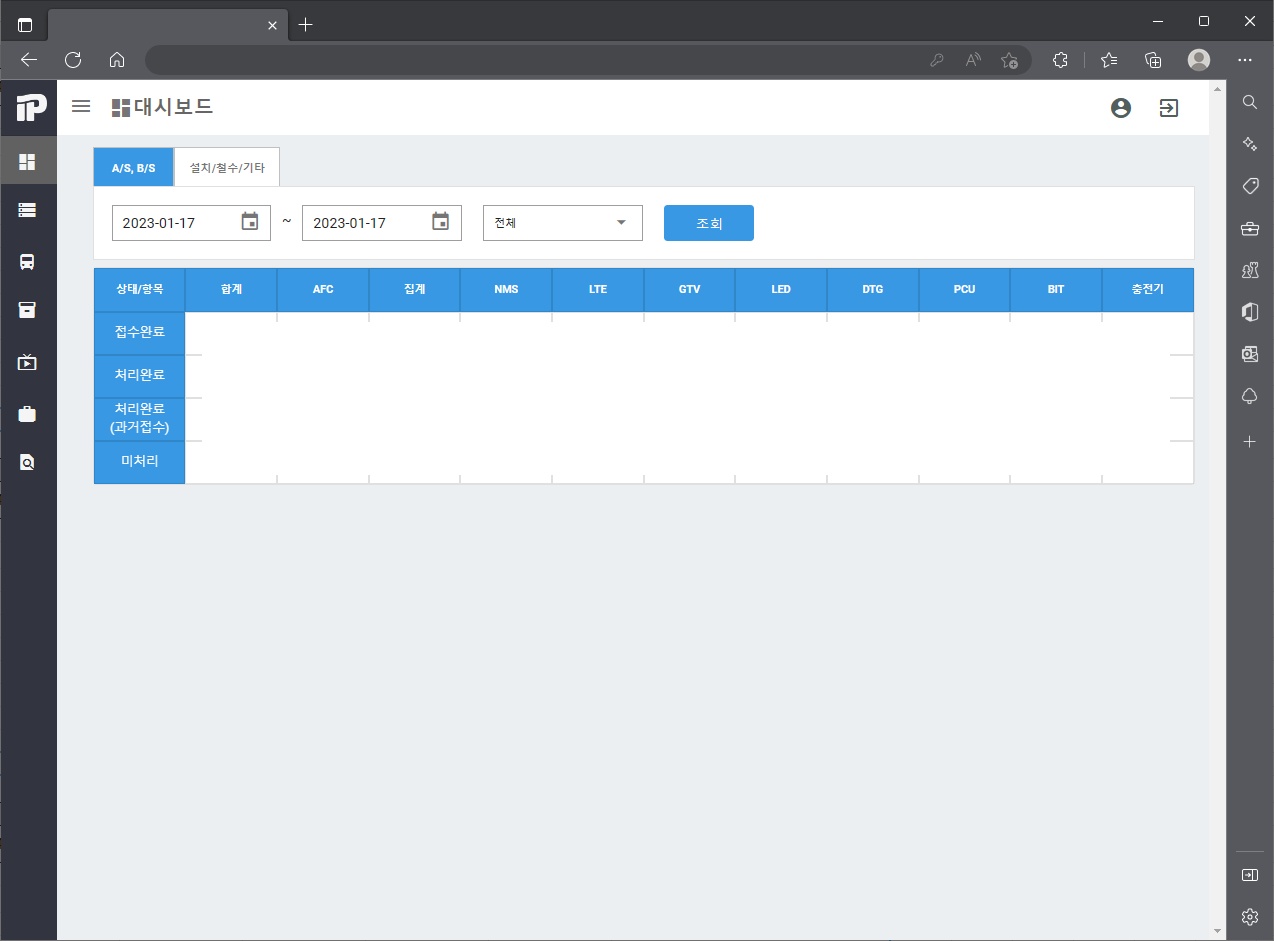 iP
대시보드
A/S, B/S
설치/철수/기타
2023-01-17 ~ 2023-01-17 전체 조회
상태/항목 합계 AFC 집계 NMS LTE GTV LED DTG PCU BIT 충전기
접수완료
처리완료
처리완료
(과거접수)
미처리